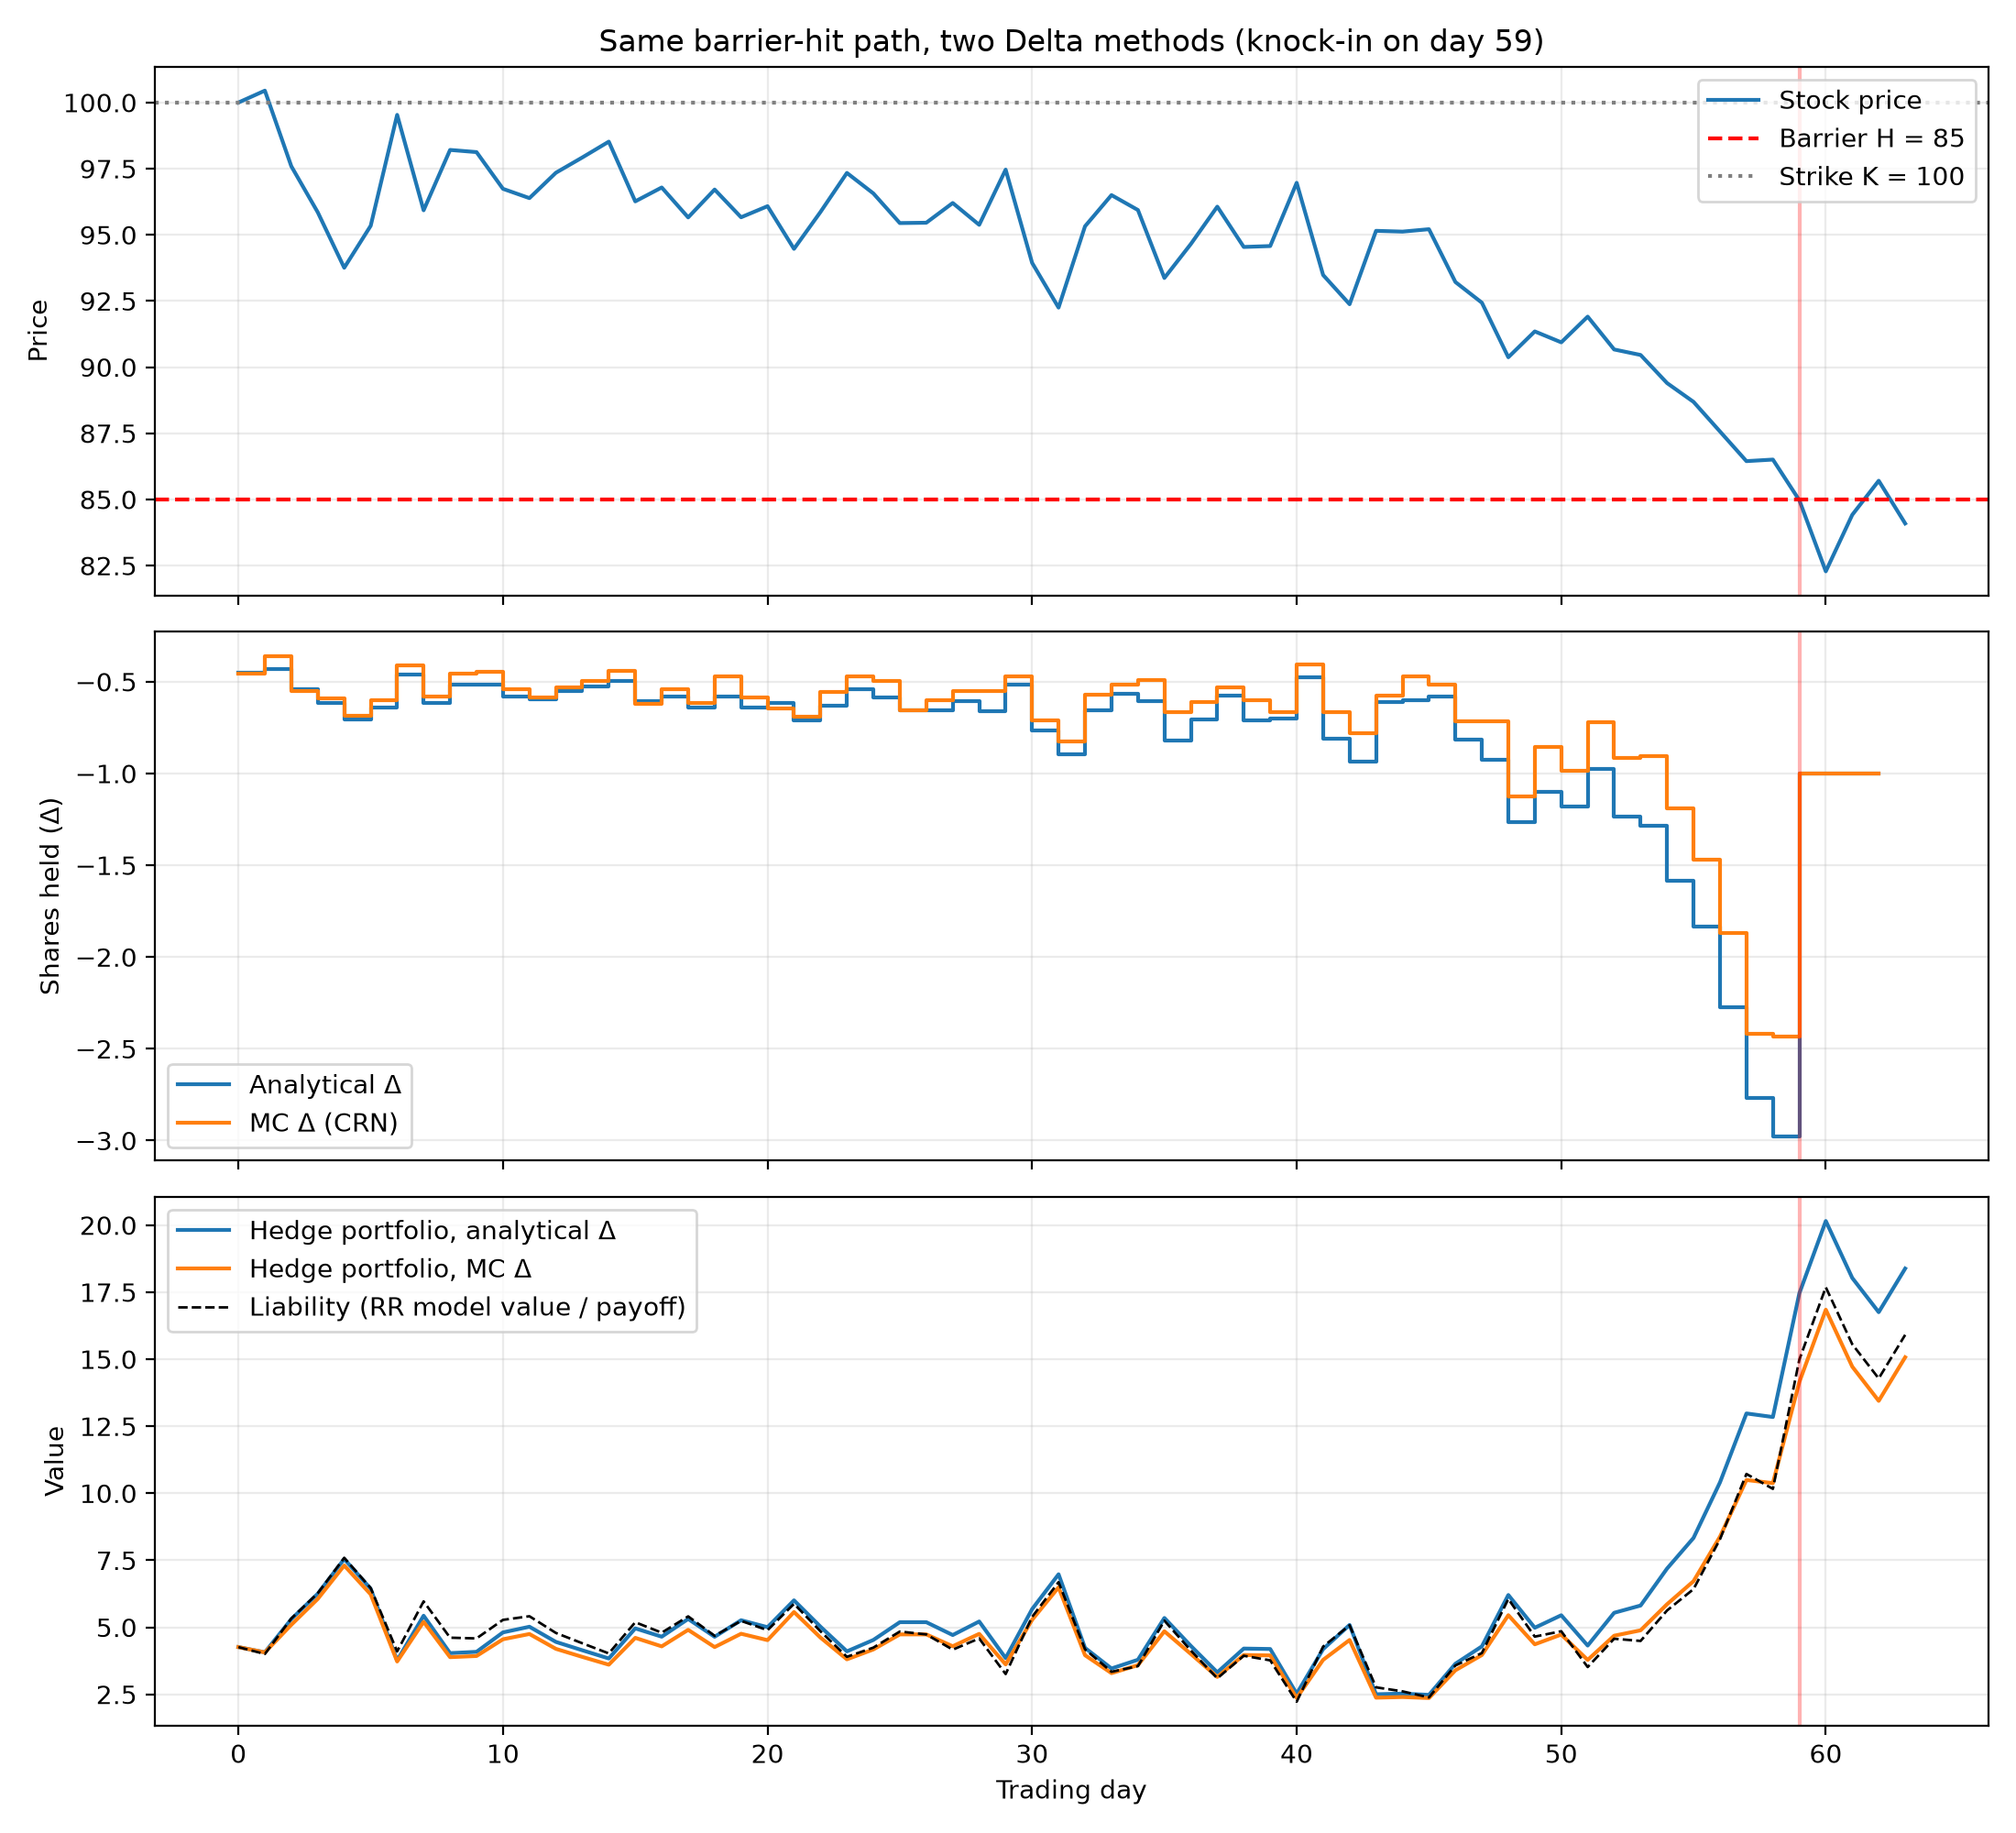 Same barrier-hit path, two Delta methods (knock-in on day 59)
Price
100.0
97.5
95.0
92.5
90.0
87.5
85.0
82.5
Stock price
Barrier H = 85
Strike K = 100
Shares held (Δ)
−0.5
−1.0
−1.5
−2.0
−2.5
−3.0
Analytical Δ
MC Δ (CRN)
Value
20.0
17.5
15.0
12.5
10.0
7.5
5.0
2.5
Hedge portfolio, analytical Δ
Hedge portfolio, MC Δ
Liability (RR model value / payoff)
0 10 20 30 40 50 60
Trading day